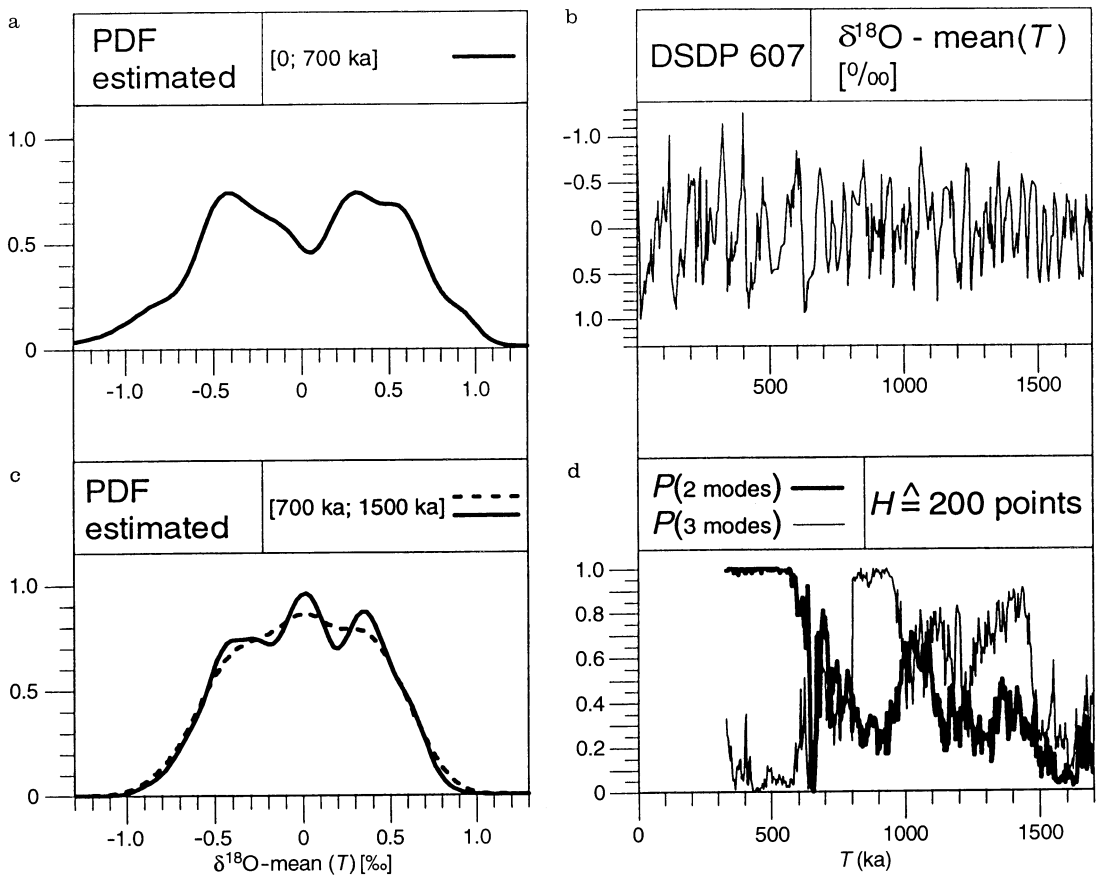 a
PDF
estimated
[0; 700 ka]
1.0
0.5
0
-1.0
-0.5
0
0.5
1.0
b
DSDP 607
δ¹⁸O - mean(T)
[⁰/₀₀]
-1.0
-0.5
0
0.5
1.0
500
1000
1500
c
PDF
estimated
[700 ka; 1500 ka]
1.0
0.5
0
-1.0
-0.5
0
0.5
1.0
δ¹⁸O-mean (T) [‰]
d
P(2 modes)
P(3 modes)
H ≙ 200 points
1.0
0.8
0.6
0.4
0.2
0
0
500
1000
1500
T (ka)